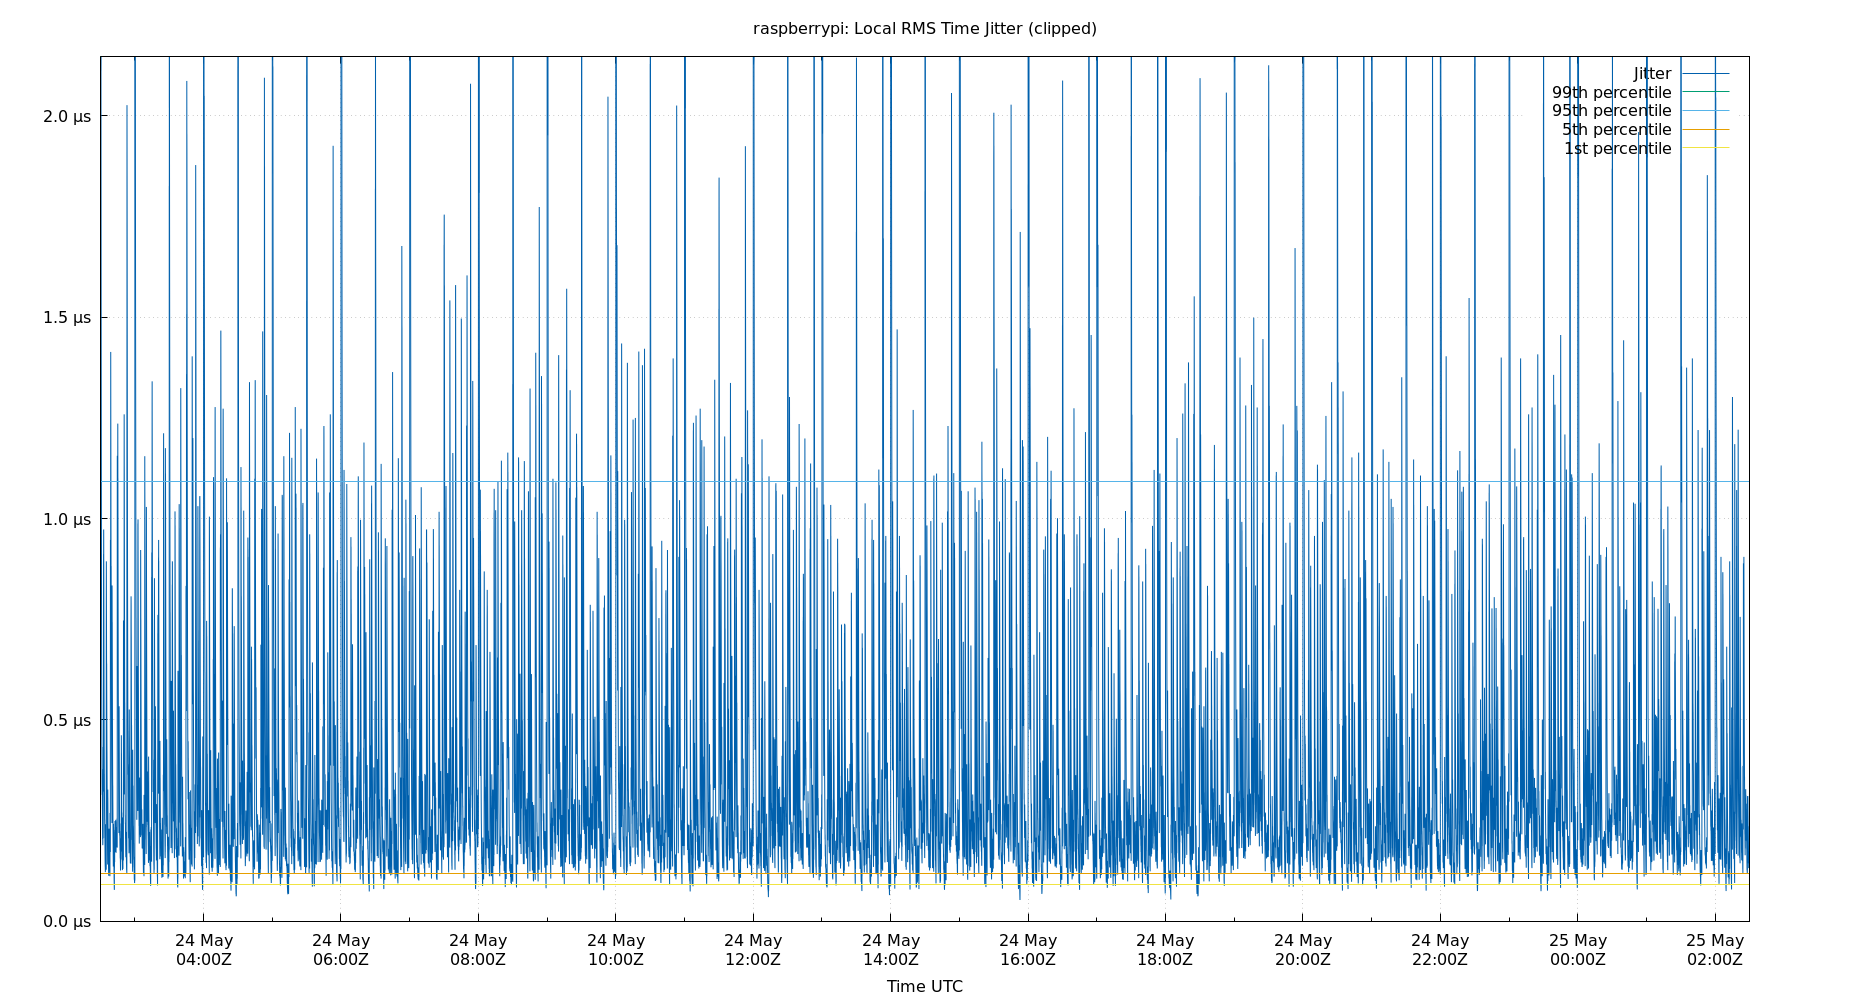 raspberrypi: Local RMS Time Jitter (clipped)
Jitter
99th percentile
95th percentile
5th percentile
1st percentile
2.0 µs
1.5 µs
1.0 µs
0.5 µs
0.0 µs
24 May 24 May 24 May 24 May 24 May 24 May 24 May 24 May 24 May 24 May 25 May 25 May
04:00Z 06:00Z 08:00Z 10:00Z 12:00Z 14:00Z 16:00Z 18:00Z 20:00Z 22:00Z 00:00Z 02:00Z
Time UTC